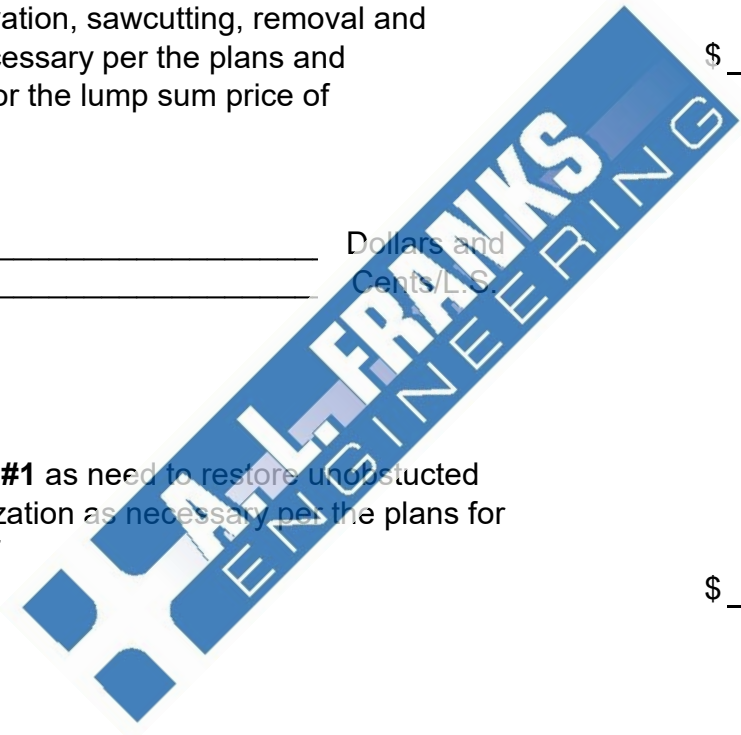 ation, sawcutting, removal and
essary per the plans and
or the lump sum price of
$
Dollars and
Cents/L.S.
A. L. FRANKS
ENGINEERING
#1 as need to restore unobstucted
zation as necessary per the plans for
$